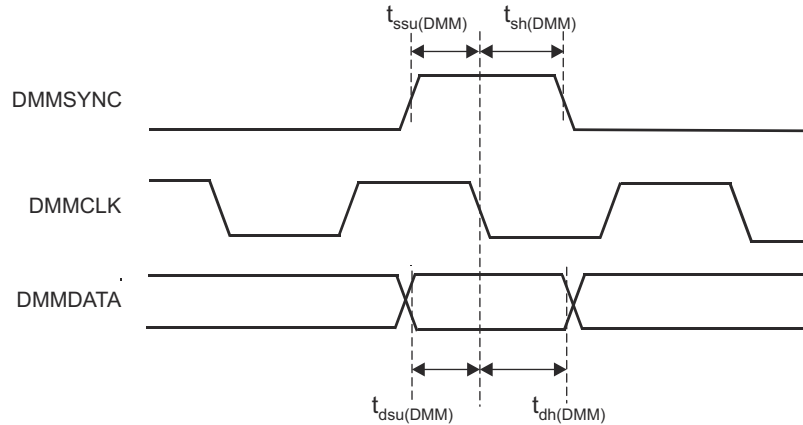 tssu(DMM) tsh(DMM)
DMMSYNC
DMMCLK
DMMDATA
tdsu(DMM) tdh(DMM)